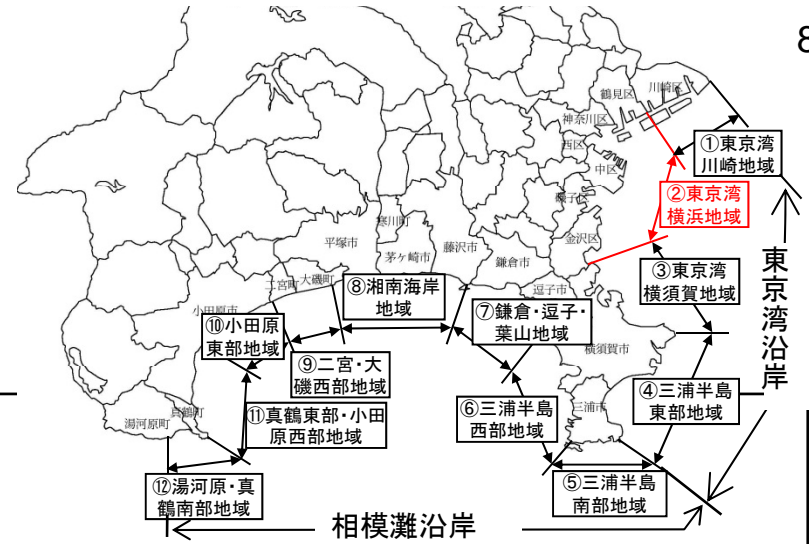 8
川崎区
鶴見区
神奈川区
西区
中区
磯子区
金沢区
①東京湾
川崎地域
②東京湾
横浜地域
③東京湾
横須賀地域
東京湾沿岸
寒川町
平塚市
茅ヶ崎市
藤沢市
鎌倉市
逗子市
二宮町
大磯町
小田原市
横須賀市
三浦市
真鶴町
湯河原町
⑧湘南海岸
地域
⑦鎌倉・逗子・
葉山地域
⑩小田原
東部地域
⑨二宮・大
磯西部地域
⑪真鶴東部・小田
原西部地域
⑥三浦半島
西部地域
④三浦半島
東部地域
⑤三浦半島
南部地域
⑫湯河原・真
鶴南部地域
相模灘沿岸